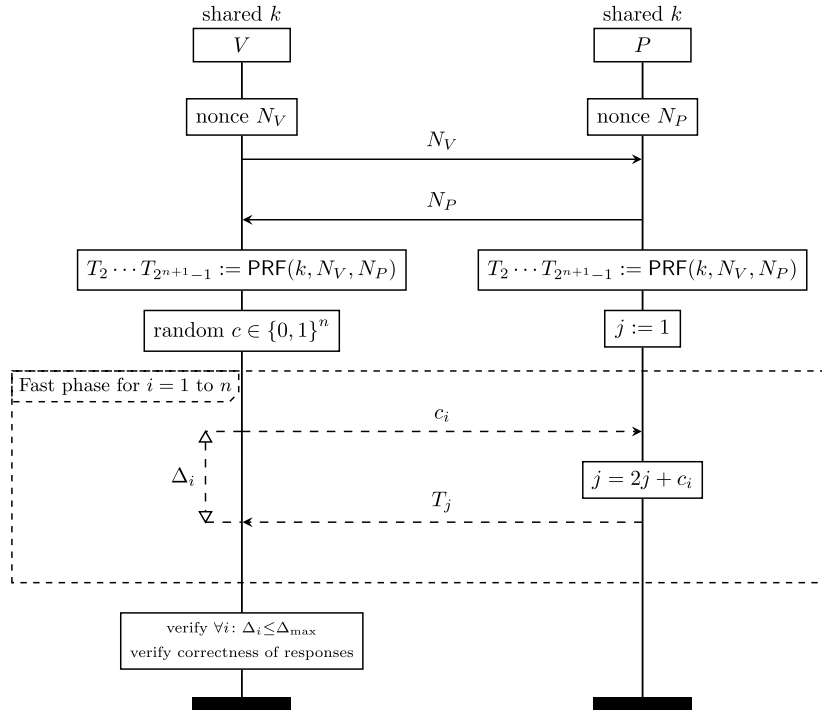 shared k shared k
V P
nonce N_V nonce N_P
N_V
N_P
T_2 ⋯ T_{2^{n+1}−1} := PRF(k, N_V, N_P) T_2 ⋯ T_{2^{n+1}−1} := PRF(k, N_V, N_P)
random c ∈ {0, 1}^n j := 1
Fast phase for i = 1 to n
c_i
Δ_i j = 2j + c_i
T_j
verify ∀i: Δ_i≤Δ_max
verify correctness of responses